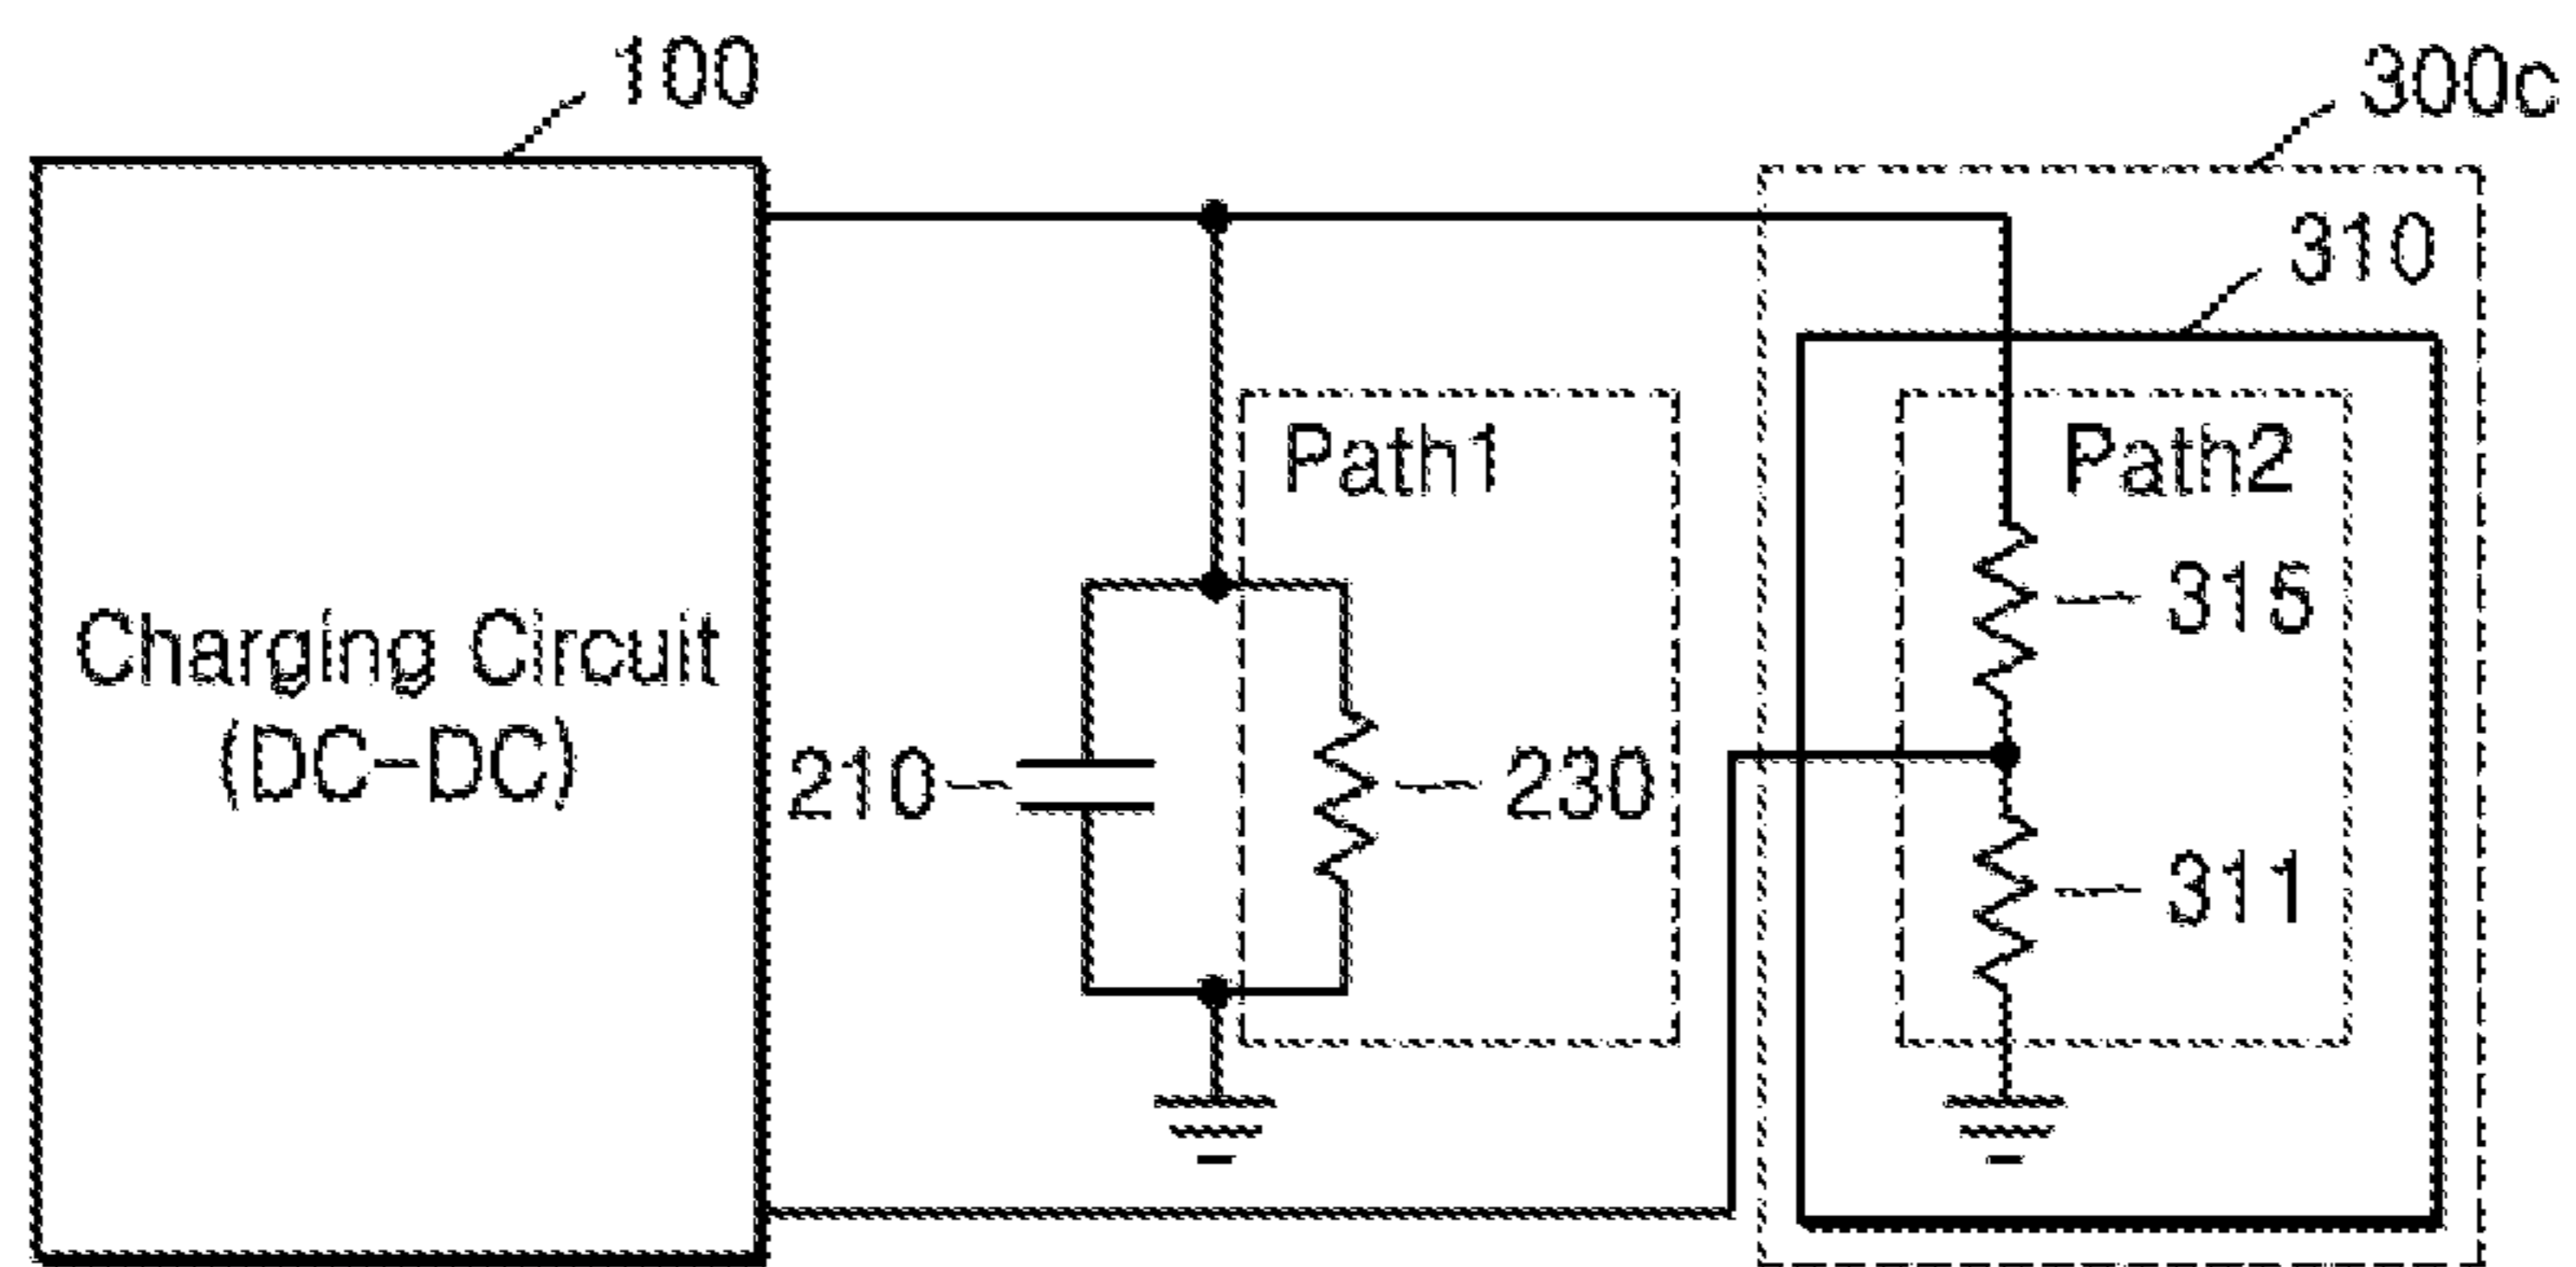 100
300c
310
Path1
Path2
315
Charging Circuit
(DC-DC)
210
230
311